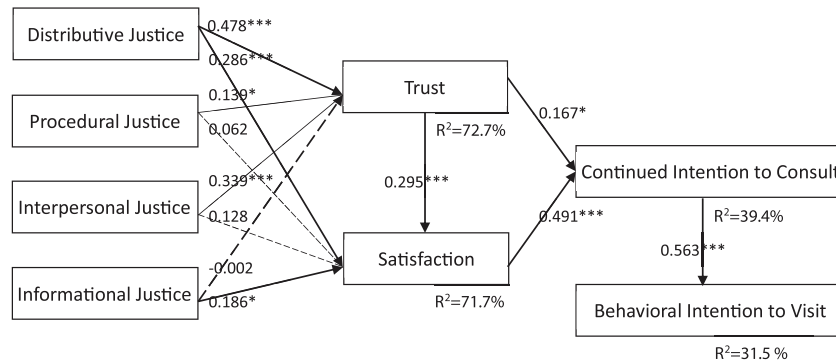 Distributive Justice
Procedural Justice
Interpersonal Justice
Informational Justice
0.478***
0.286***
0.139*
0.062
0.339***
0.128
-0.002
0.186*
Trust
R²=72.7%
0.295***
Satisfaction
R²=71.7%
0.167*
0.491***
Continued Intention to Consult
R²=39.4%
0.563***
Behavioral Intention to Visit
R²=31.5 %